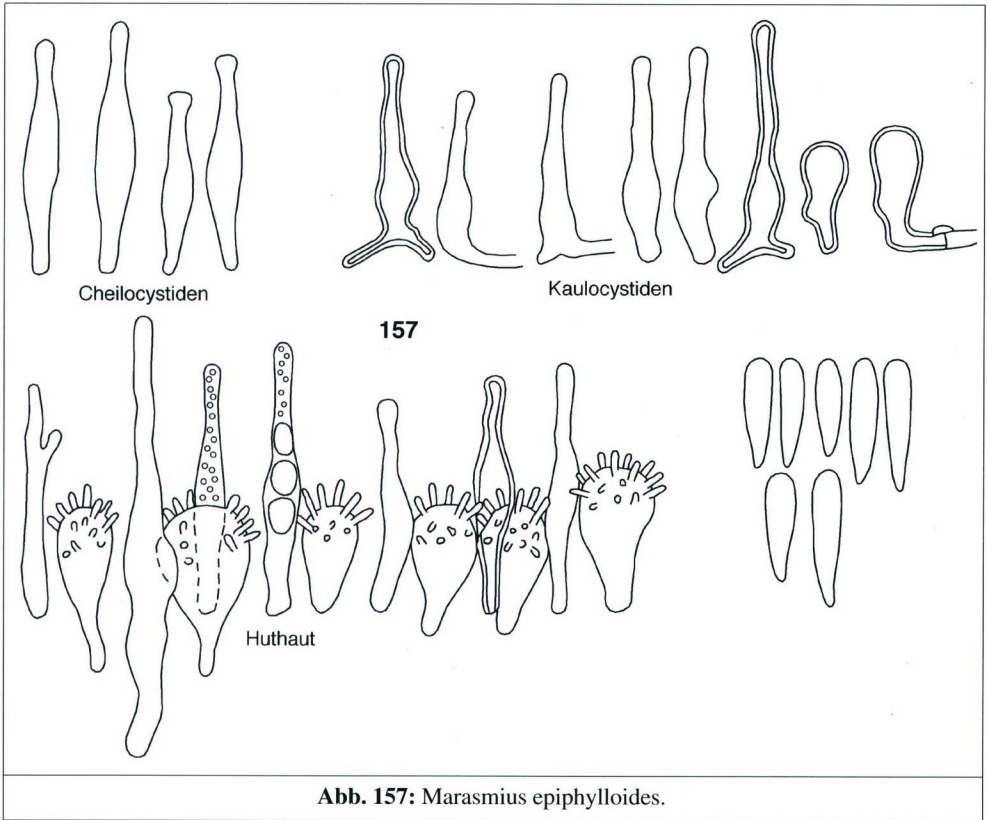 Cheilocystiden
Kaulocystiden
157
Huthaut
Abb. 157: Marasmius epiphylloides.